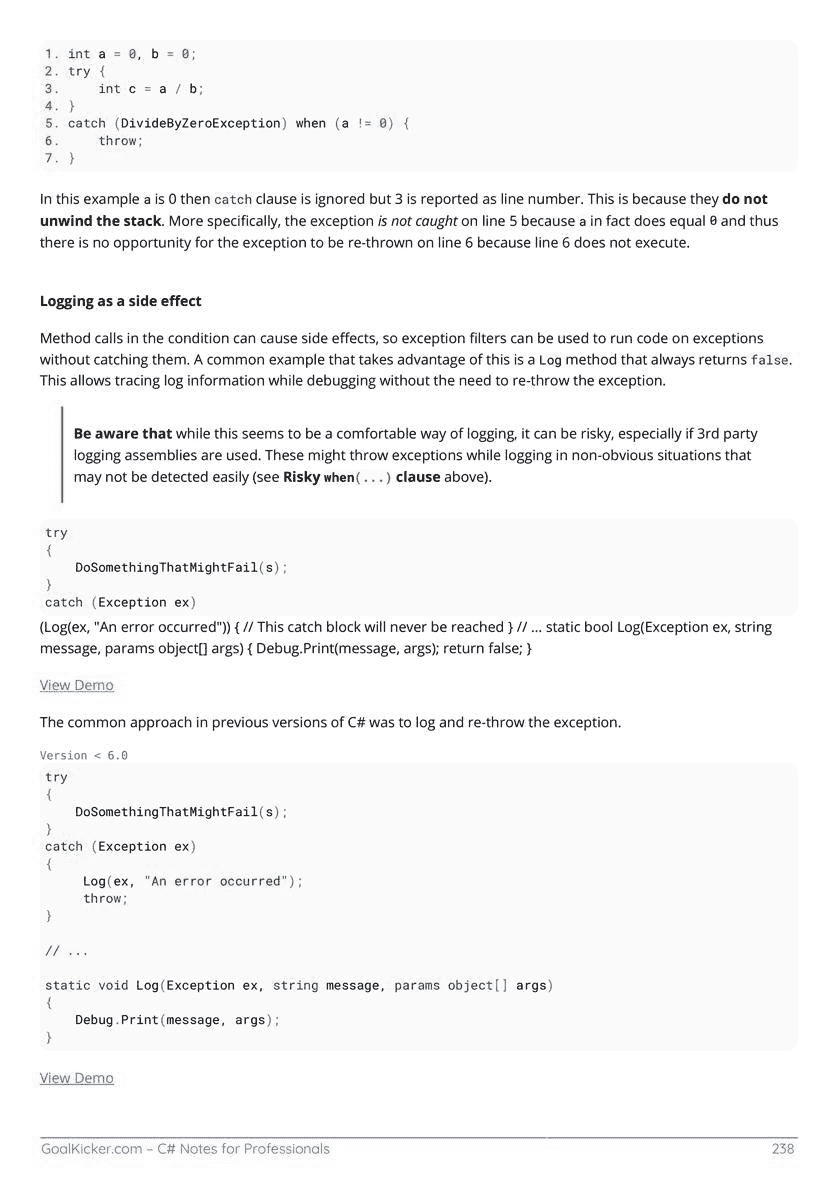 1. int a = 0, b = 0;
2. try {
3.     int c = a / b;
4. }
5. catch (DivideByZeroException) when (a != 0) {
6.     throw;
7. }
In this example a is 0 then catch clause is ignored but 3 is reported as line number. This is because they do not
unwind the stack. More specifically, the exception is not caught on line 5 because a in fact does equal 0 and thus
there is no opportunity for the exception to be re-thrown on line 6 because line 6 does not execute.
Logging as a side effect
Method calls in the condition can cause side effects, so exception filters can be used to run code on exceptions
without catching them. A common example that takes advantage of this is a Log method that always returns false.
This allows tracing log information while debugging without the need to re-throw the exception.
Be aware that while this seems to be a comfortable way of logging, it can be risky, especially if 3rd party
logging assemblies are used. These might throw exceptions while logging in non-obvious situations that
may not be detected easily (see Risky when(...) clause above).
try
{
    DoSomethingThatMightFail(s);
}
catch (Exception ex)
(Log(ex, "An error occurred")) { // This catch block will never be reached } // ... static bool Log(Exception ex, string
message, params object[] args) { Debug.Print(message, args); return false; }
View Demo
The common approach in previous versions of C# was to log and re-throw the exception.
Version < 6.0
try
{
    DoSomethingThatMightFail(s);
}
catch (Exception ex)
{
     Log(ex, "An error occurred");
     throw;
}
// ...
static void Log(Exception ex, string message, params object[] args)
{
    Debug.Print(message, args);
}
View Demo
GoalKicker.com – C# Notes for Professionals 238